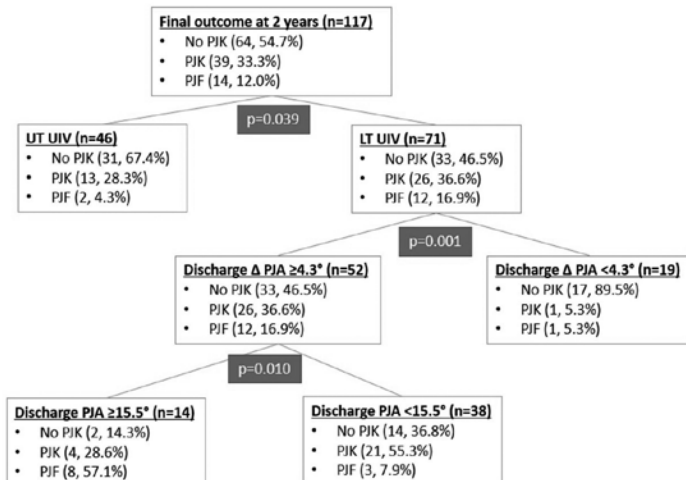 Final outcome at 2 years (n=117)
• No PJK (64, 54.7%)
• PJK (39, 33.3%)
• PJF (14, 12.0%)
p=0.039
UT UIV (n=46)
• No PJK (31, 67.4%)
• PJK (13, 28.3%)
• PJF (2, 4.3%)
LT UIV (n=71)
• No PJK (33, 46.5%)
• PJK (26, 36.6%)
• PJF (12, 16.9%)
p=0.001
Discharge Δ PJA ≥4.3° (n=52)
• No PJK (33, 46.5%)
• PJK (26, 36.6%)
• PJF (12, 16.9%)
Discharge Δ PJA <4.3° (n=19)
• No PJK (17, 89.5%)
• PJK (1, 5.3%)
• PJF (1, 5.3%)
p=0.010
Discharge PJA ≥15.5° (n=14)
• No PJK (2, 14.3%)
• PJK (4, 28.6%)
• PJF (8, 57.1%)
Discharge PJA <15.5° (n=38)
• No PJK (14, 36.8%)
• PJK (21, 55.3%)
• PJF (3, 7.9%)